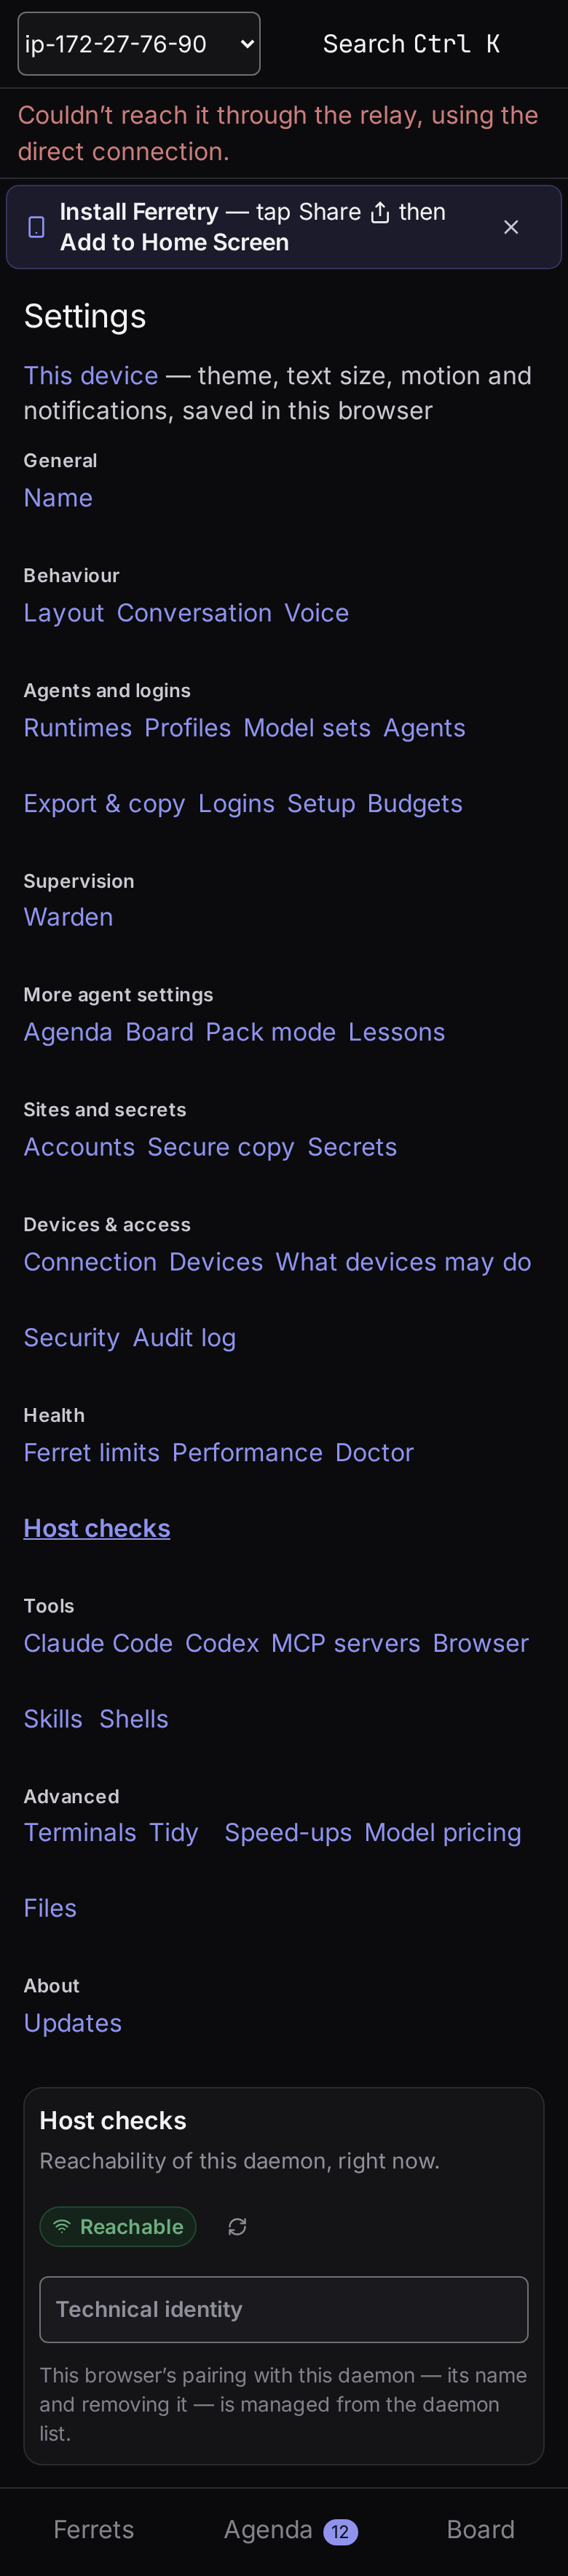 ip-172-27-76-90
Search Ctrl K
Couldn’t reach it through the relay, using the
direct connection.
Install Ferretry — tap Share then
Add to Home Screen
Settings
This device — theme, text size, motion and
notifications, saved in this browser
General
Name
Behaviour
Layout Conversation Voice
Agents and logins
Runtimes Profiles Model sets Agents
Export & copy Logins Setup Budgets
Supervision
Warden
More agent settings
Agenda Board Pack mode Lessons
Sites and secrets
Accounts Secure copy Secrets
Devices & access
Connection Devices What devices may do
Security Audit log
Health
Ferret limits Performance Doctor
Host checks
Tools
Claude Code Codex MCP servers Browser
Skills Shells
Advanced
Terminals Tidy Speed-ups Model pricing
Files
About
Updates
Host checks
Reachability of this daemon, right now.
Reachable
Technical identity
This browser’s pairing with this daemon — its name
and removing it — is managed from the daemon
list.
Ferrets Agenda 12 Board